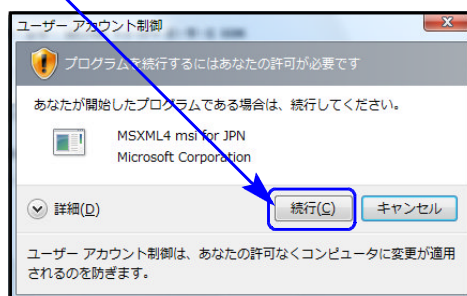 ユーザー アカウント制御
プログラムを続行するにはあなたの許可が必要です
あなたが開始したプログラムである場合は、続行してください。
MSXML4 msi for JPN
Microsoft Corporation
詳細(D)
続行(C)
キャンセル
ユーザー アカウント制御は、あなたの許可なくコンピュータに変更が適用
されるのを防ぎます。